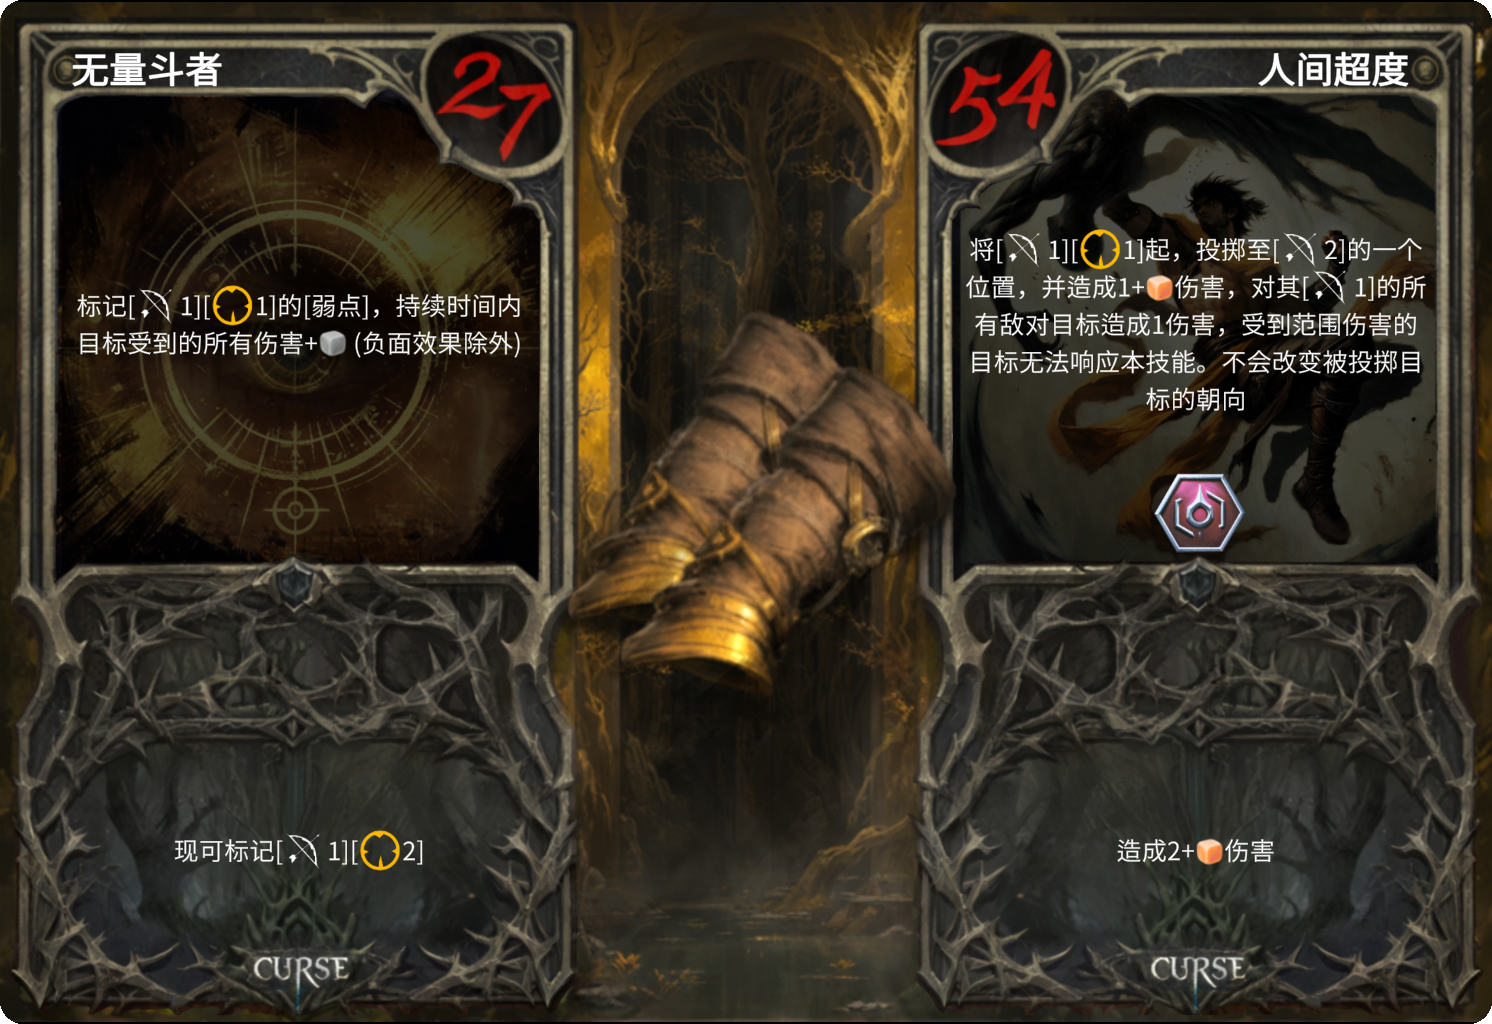 无量斗者
27
标记[1][1]的[弱点]，持续时间内
目标受到的所有伤害+ (负面效果除外)
现可标记[1][2]
CURSE
54
人间超度
将[1][1]起，投掷至[2]的一个
位置，并造成1+伤害，对其[1]的所
有敌对目标造成1伤害，受到范围伤害的
目标无法响应本技能。不会改变被投掷目
标的朝向
造成2+伤害
CURSE